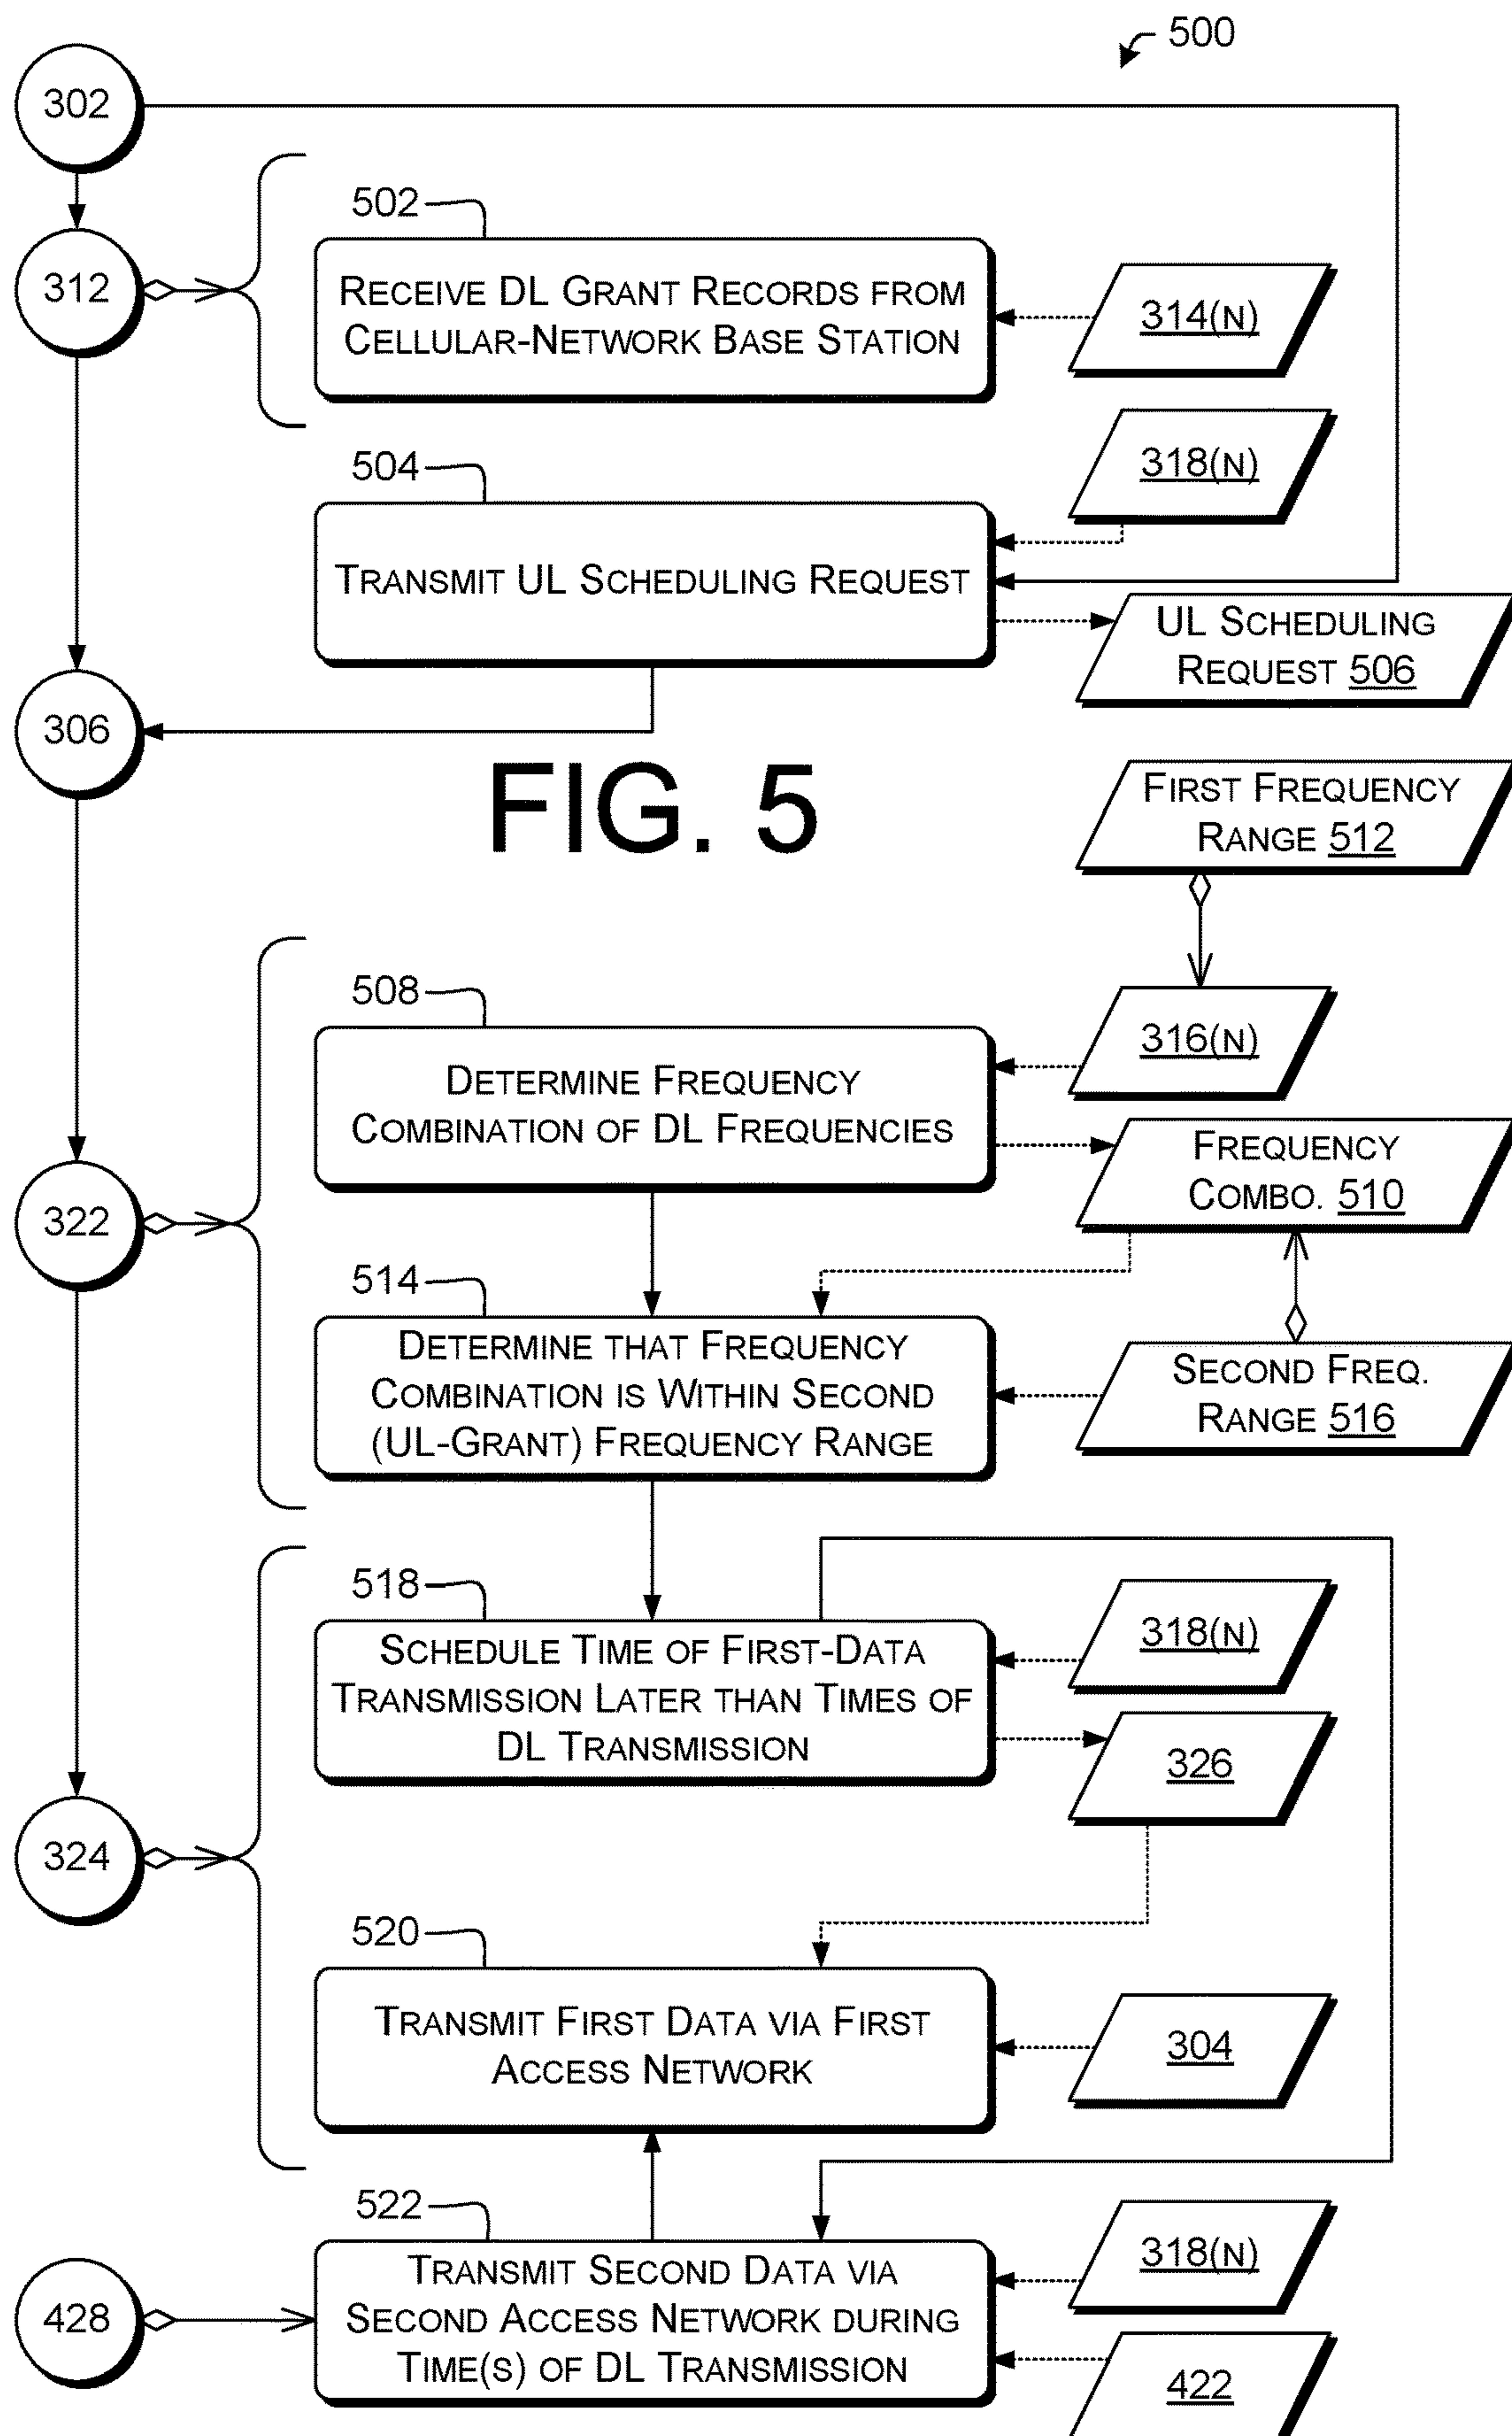 500
302
312
502
RECEIVE DL GRANT RECORDS FROM
CELLULAR-NETWORK BASE STATION
314(N)
318(N)
504
TRANSMIT UL SCHEDULING REQUEST
UL SCHEDULING
REQUEST 506
306
FIG. 5
FIRST FREQUENCY
RANGE 512
508
DETERMINE FREQUENCY
COMBINATION OF DL FREQUENCIES
316(N)
FREQUENCY
COMBO. 510
322
514
DETERMINE THAT FREQUENCY
COMBINATION IS WITHIN SECOND
(UL-GRANT) FREQUENCY RANGE
SECOND FREQ.
RANGE 516
518
SCHEDULE TIME OF FIRST-DATA
TRANSMISSION LATER THAN TIMES OF
DL TRANSMISSION
318(N)
326
324
520
TRANSMIT FIRST DATA VIA FIRST
ACCESS NETWORK
304
522
428
TRANSMIT SECOND DATA VIA
SECOND ACCESS NETWORK DURING
TIME(S) OF DL TRANSMISSION
318(N)
422